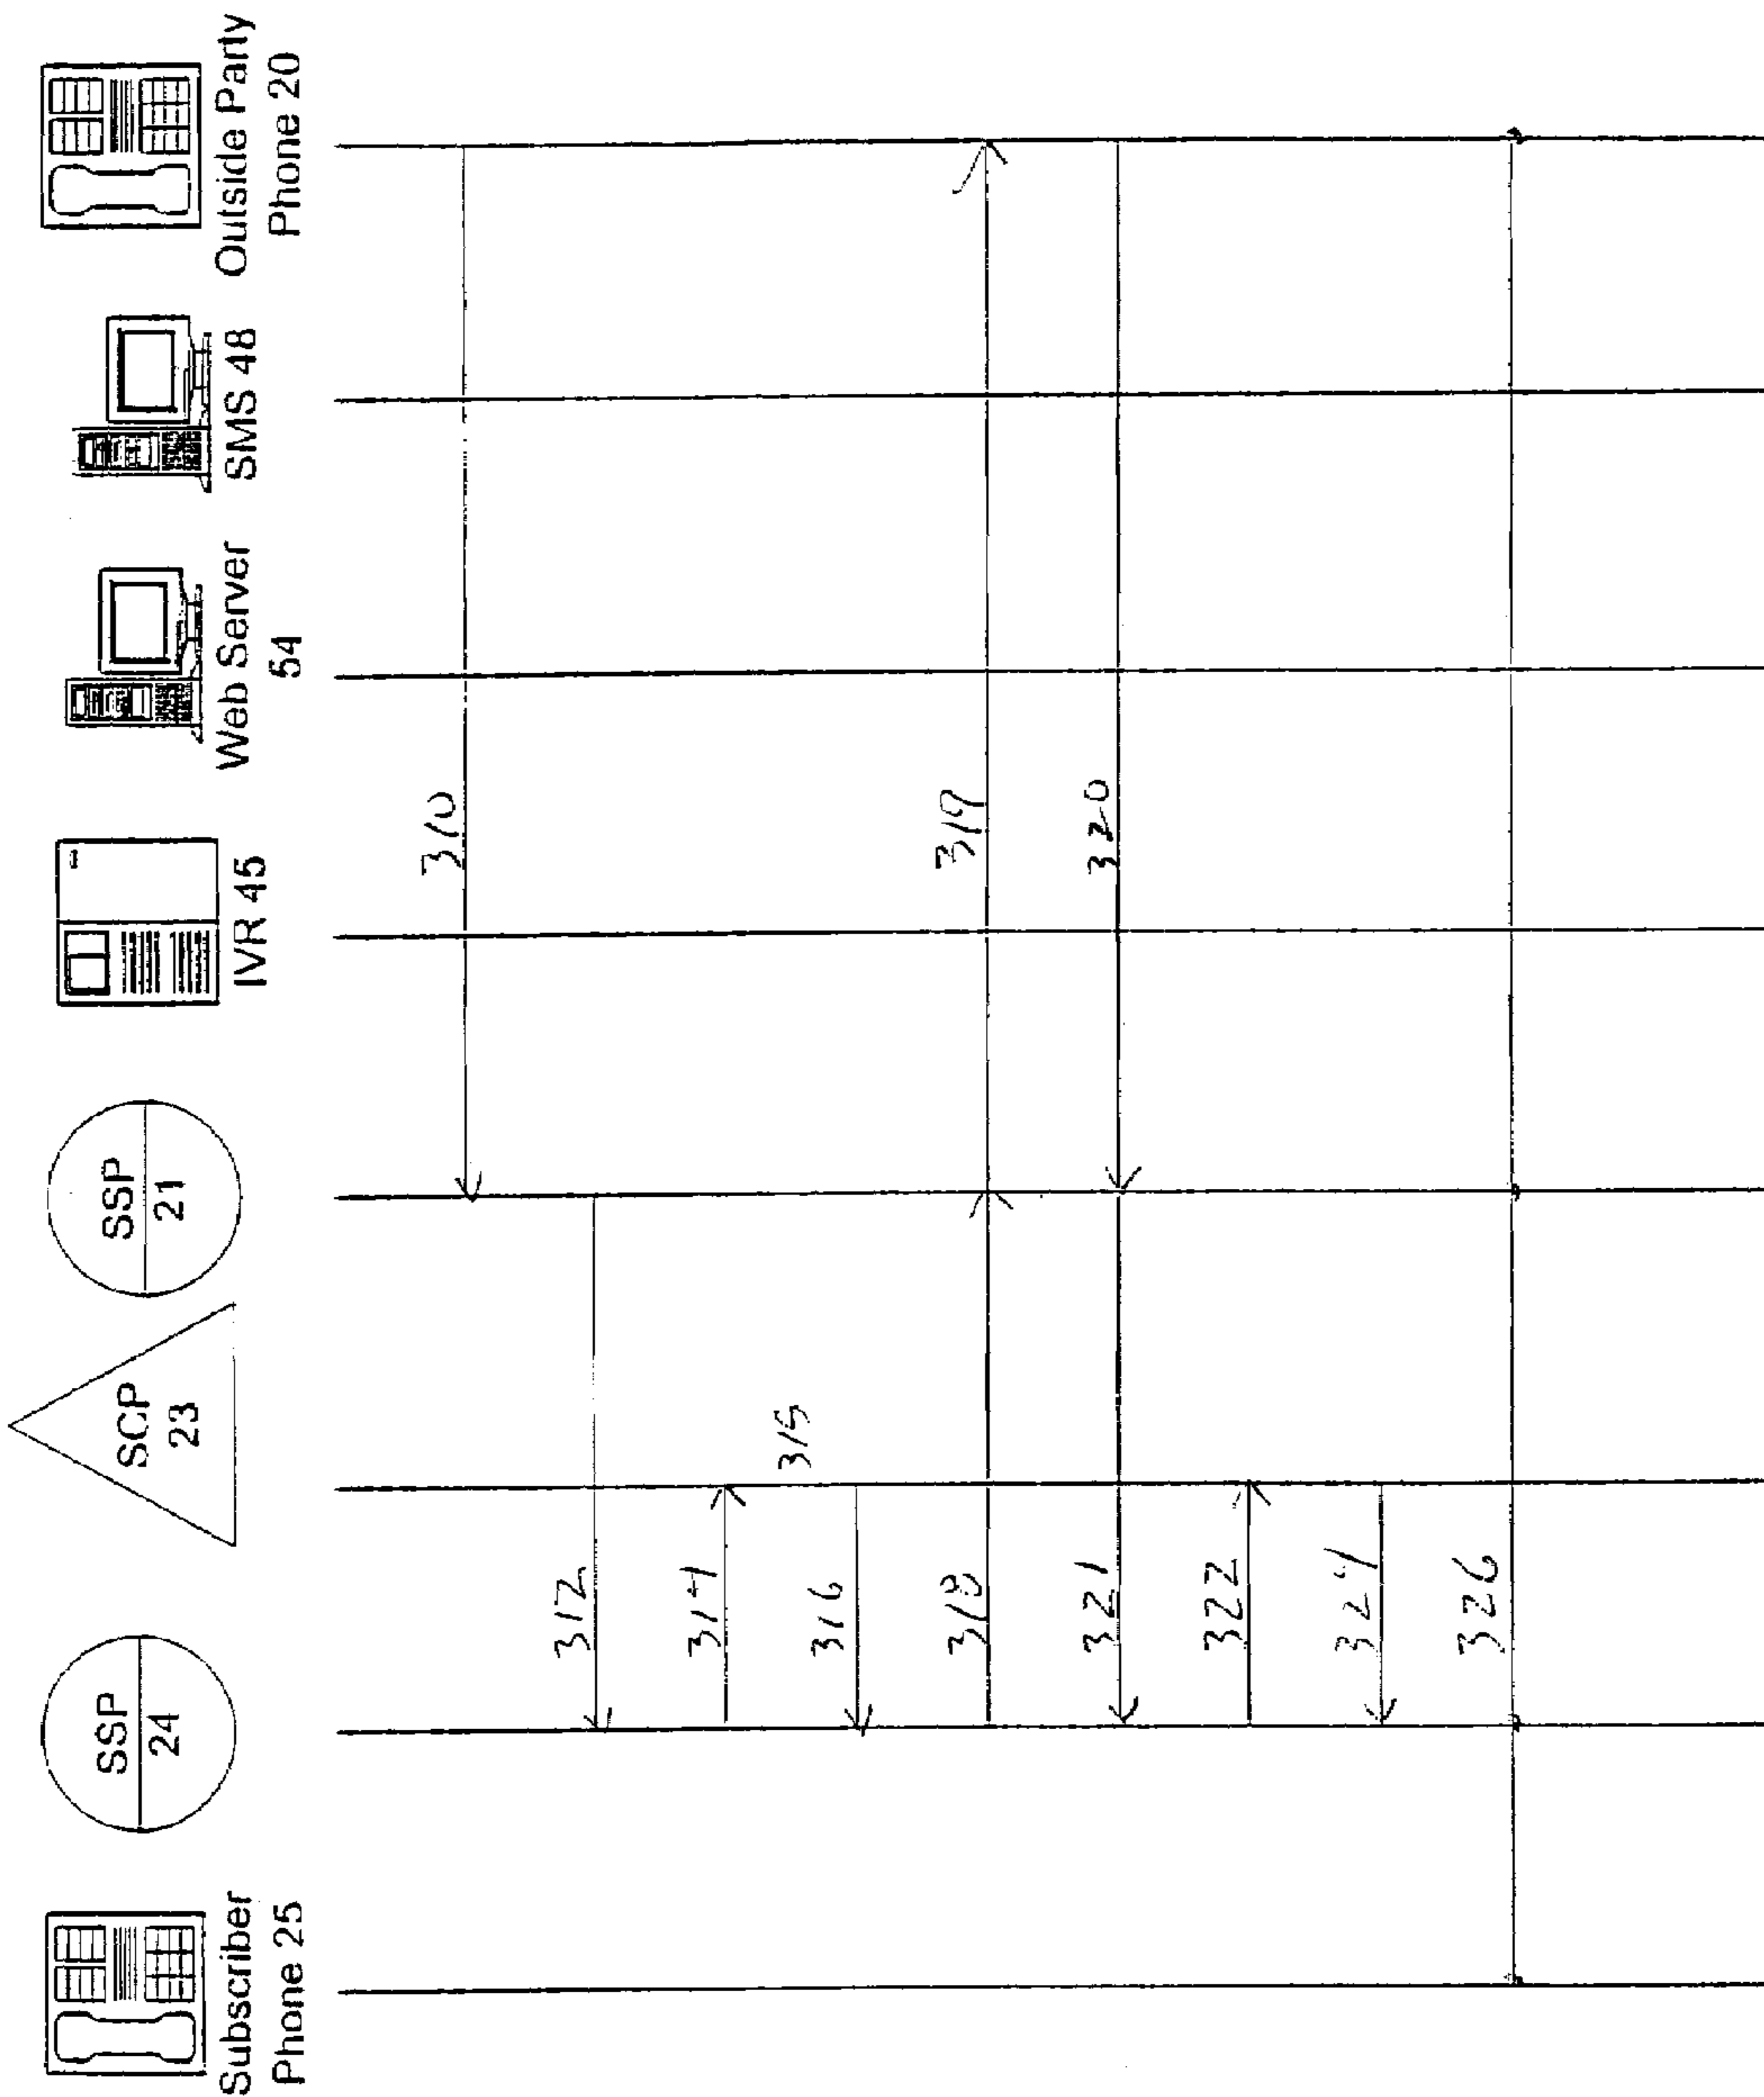 Subscriber
Phone 25
SSP
24
SCP
23
SSP
21
IVR 45
Web Server
54
SMS 48
Outside Party
Phone 20
310
312
314
315
316
318
319
320
321
322
324
326